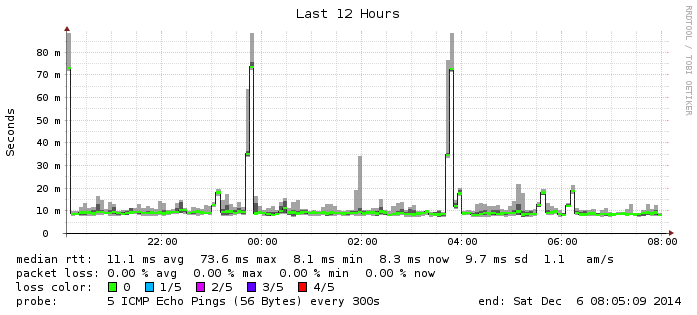 Last 12 Hours
RRDTOOL / TOBI OETIKER
Seconds
80 m
70 m
60 m
50 m
40 m
30 m
20 m
10 m
0
22:00 00:00 02:00 04:00 06:00 08:00
median rtt: 11.1 ms avg 73.6 ms max 8.1 ms min 8.3 ms now 9.7 ms sd 1.1 am/s
packet loss: 0.00 % avg 0.00 % max 0.00 % min 0.00 % now
loss color: 0 1/5 2/5 3/5 4/5
probe: 5 ICMP Echo Pings (56 Bytes) every 300s end: Sat Dec 6 08:05:09 2014